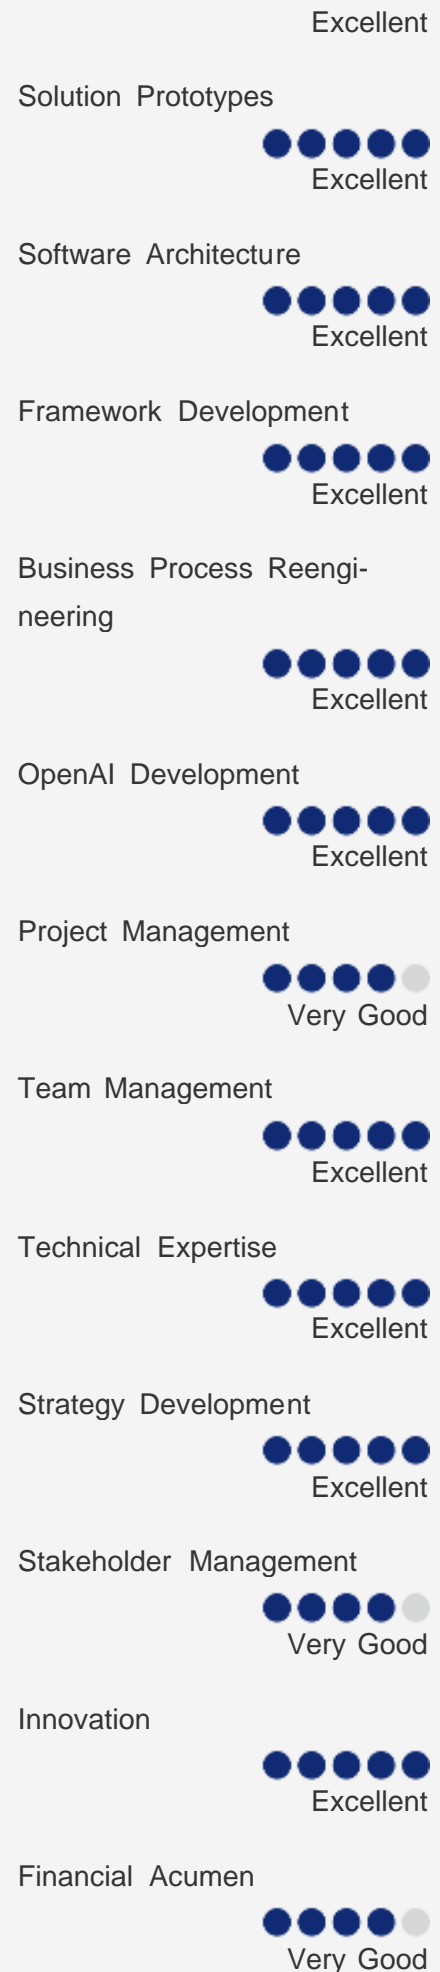 Excellent
Solution Prototypes
Excellent
Software Architecture
Excellent
Framework Development
Excellent
Business Process Reengi-
neering
Excellent
OpenAI Development
Excellent
Project Management
Very Good
Team Management
Excellent
Technical Expertise
Excellent
Strategy Development
Excellent
Stakeholder Management
Very Good
Innovation
Excellent
Financial Acumen
Very Good